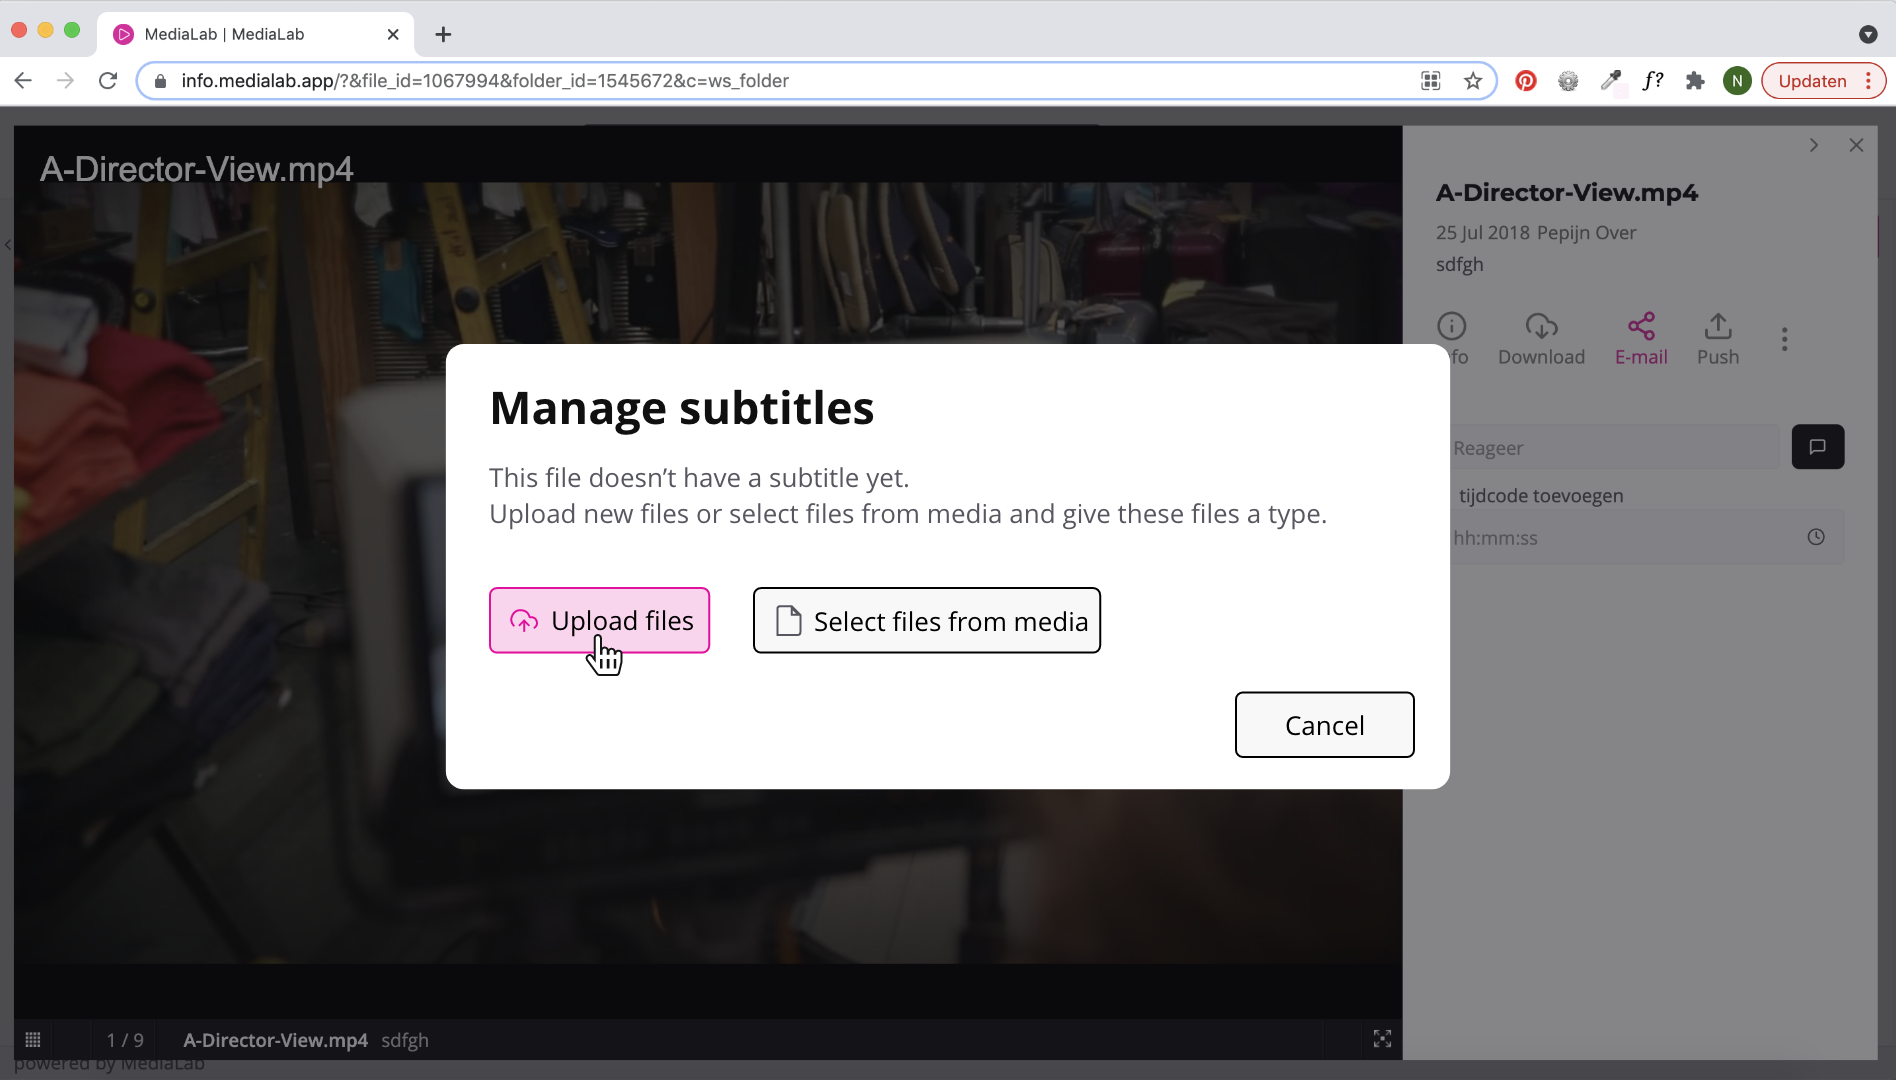 MediaLab | MediaLab
info.medialab.app/?&file_id=1067994&folder_id=1545672&c=ws_folder
f?
N
Updaten
A-Director-View.mp4
A-Director-View.mp4
25 Jul 2018 Pepijn Over
sdfgh
fo
Download
E-mail
Push
Manage subtitles
This file doesn’t have a subtitle yet.
Upload new files or select files from media and give these files a type.
Reageer
tijdcode toevoegen
hh:mm:ss
Upload files
Select files from media
Cancel
1 / 9
A-Director-View.mp4 sdfgh
powered by MediaLab